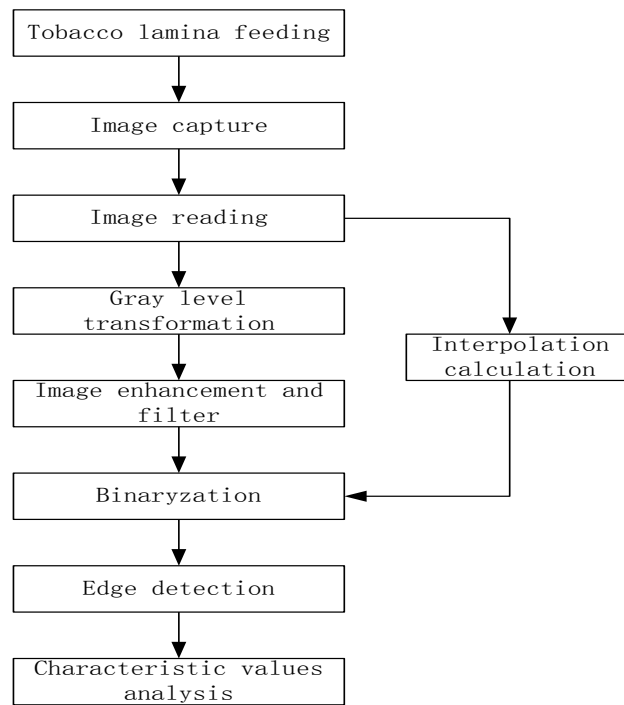 Tobacco lamina feeding
Image capture
Image reading
Gray level
transformation
Interpolation
calculation
Image enhancement and
filter
Binaryzation
Edge detection
Characteristic values
analysis